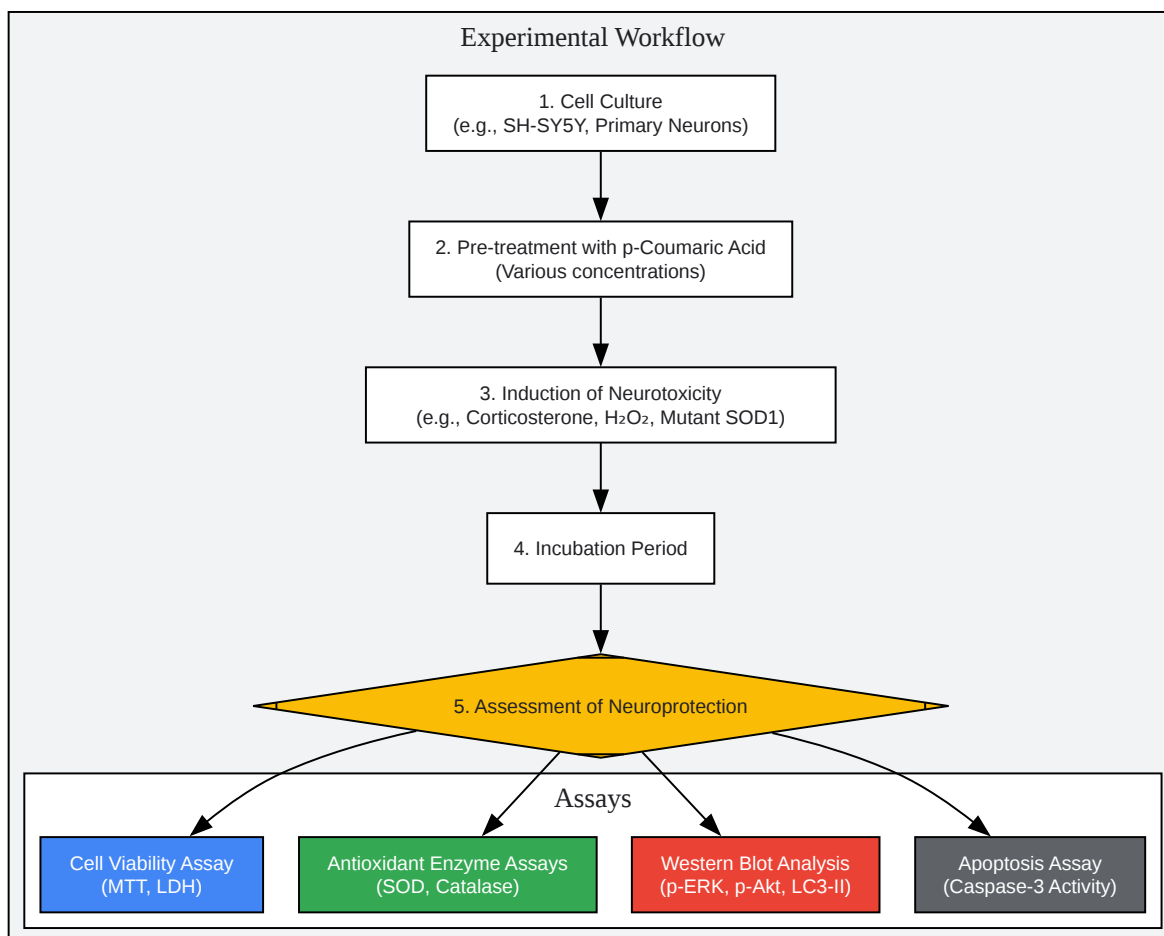 Experimental Workflow
1. Cell Culture
(e.g., SH-SY5Y, Primary Neurons)
2. Pre-treatment with p-Coumaric Acid
(Various concentrations)
3. Induction of Neurotoxicity
(e.g., Corticosterone, H₂O₂, Mutant SOD1)
4. Incubation Period
5. Assessment of Neuroprotection
Assays
Cell Viability Assay
(MTT, LDH)
Antioxidant Enzyme Assays
(SOD, Catalase)
Western Blot Analysis
(p-ERK, p-Akt, LC3-II)
Apoptosis Assay
(Caspase-3 Activity)